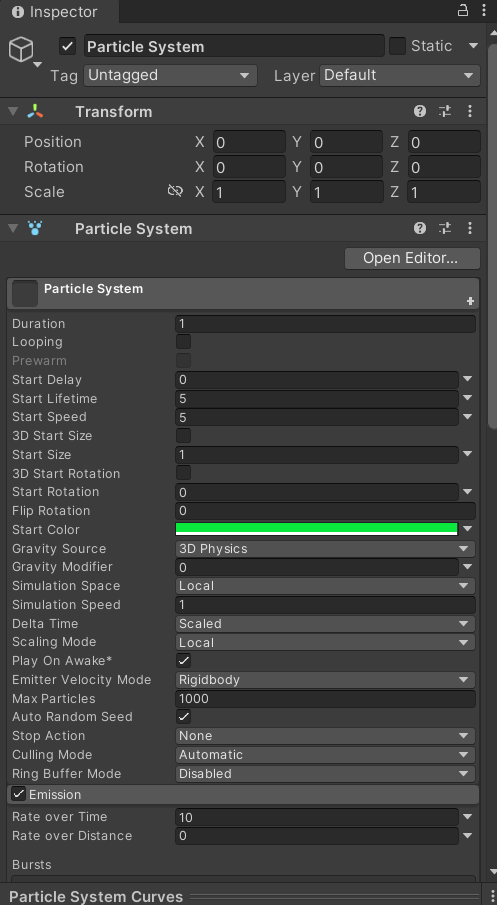 Inspector
Particle System Static
Tag Untagged Layer Default
Transform
Position X 0 Y 0 Z 0
Rotation X 0 Y 0 Z 0
Scale X 1 Y 1 Z 1
Particle System
Open Editor...
Particle System
Duration 1
Looping
Prewarm
Start Delay 0
Start Lifetime 5
Start Speed 5
3D Start Size
Start Size 1
3D Start Rotation
Start Rotation 0
Flip Rotation 0
Start Color
Gravity Source 3D Physics
Gravity Modifier 0
Simulation Space Local
Simulation Speed 1
Delta Time Scaled
Scaling Mode Local
Play On Awake*
Emitter Velocity Mode Rigidbody
Max Particles 1000
Auto Random Seed
Stop Action None
Culling Mode Automatic
Ring Buffer Mode Disabled
Emission
Rate over Time 10
Rate over Distance 0
Bursts
Particle System Curves